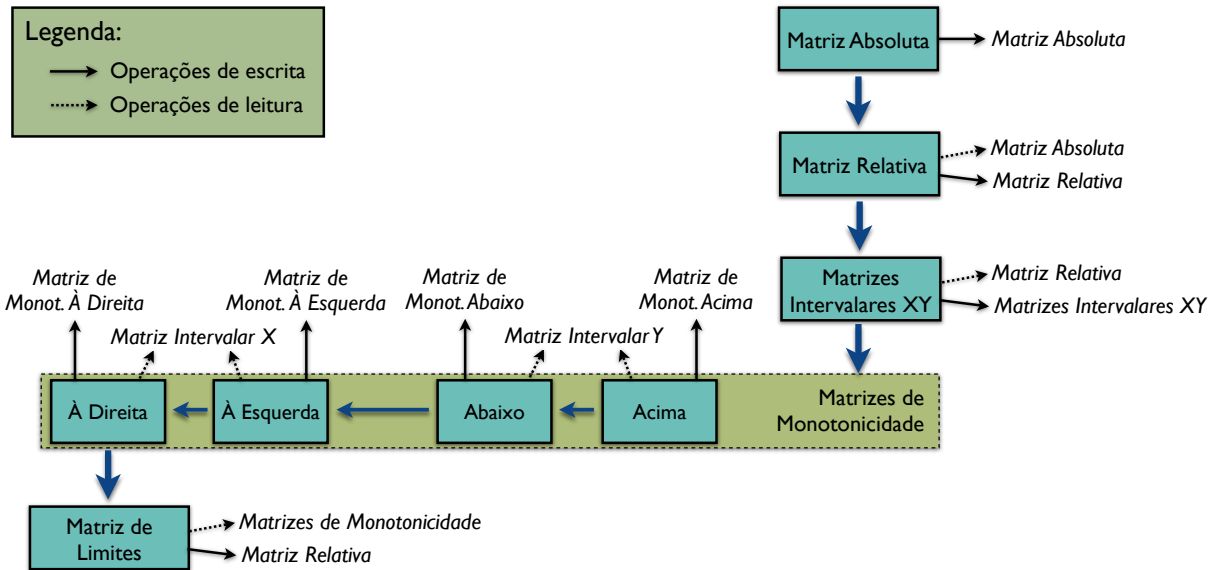 Legenda:
Operações de escrita
Operações de leitura
Matriz Absoluta
Matriz Absoluta
Matriz Relativa
Matriz Absoluta
Matriz Relativa
Matrizes
Intervalares XY
Matriz Relativa
Matrizes Intervalares XY
Matriz de
Monot. À Direita
Matriz de
Monot. À Esquerda
Matriz de
Monot. Abaixo
Matriz de
Monot. Acima
Matriz Intervalar X
Matriz Intervalar Y
À Direita
À Esquerda
Abaixo
Acima
Matrizes de
Monotonicidade
Matriz de
Limites
Matrizes de Monotonicidade
Matriz Relativa